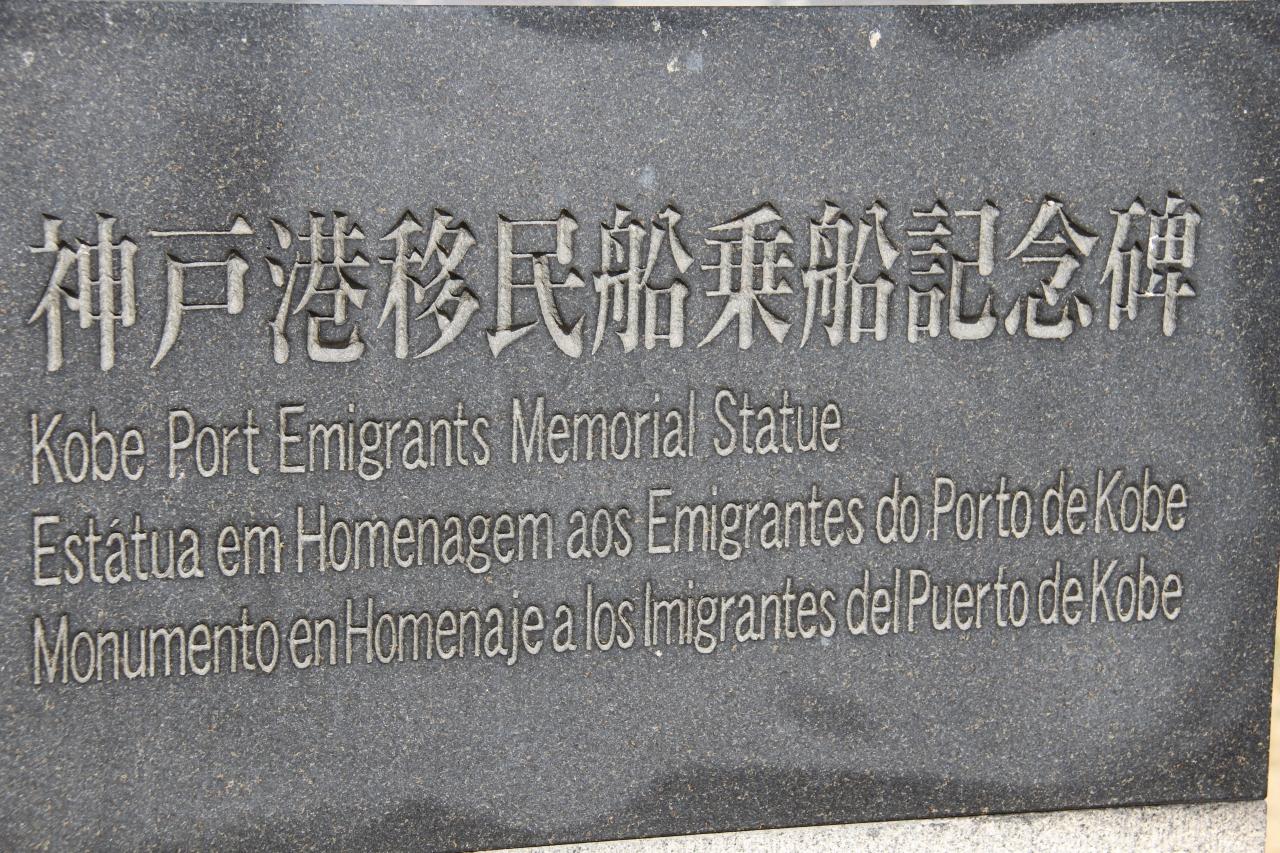 神戸港移民船乗船記念碑
Kobe Port Emigrants Memorial Statue
Estátua em Homenagem aos Emigrantes do Porto de Kobe
Monumento en Homenaje a los Imigrantes del Puerto de Kobe